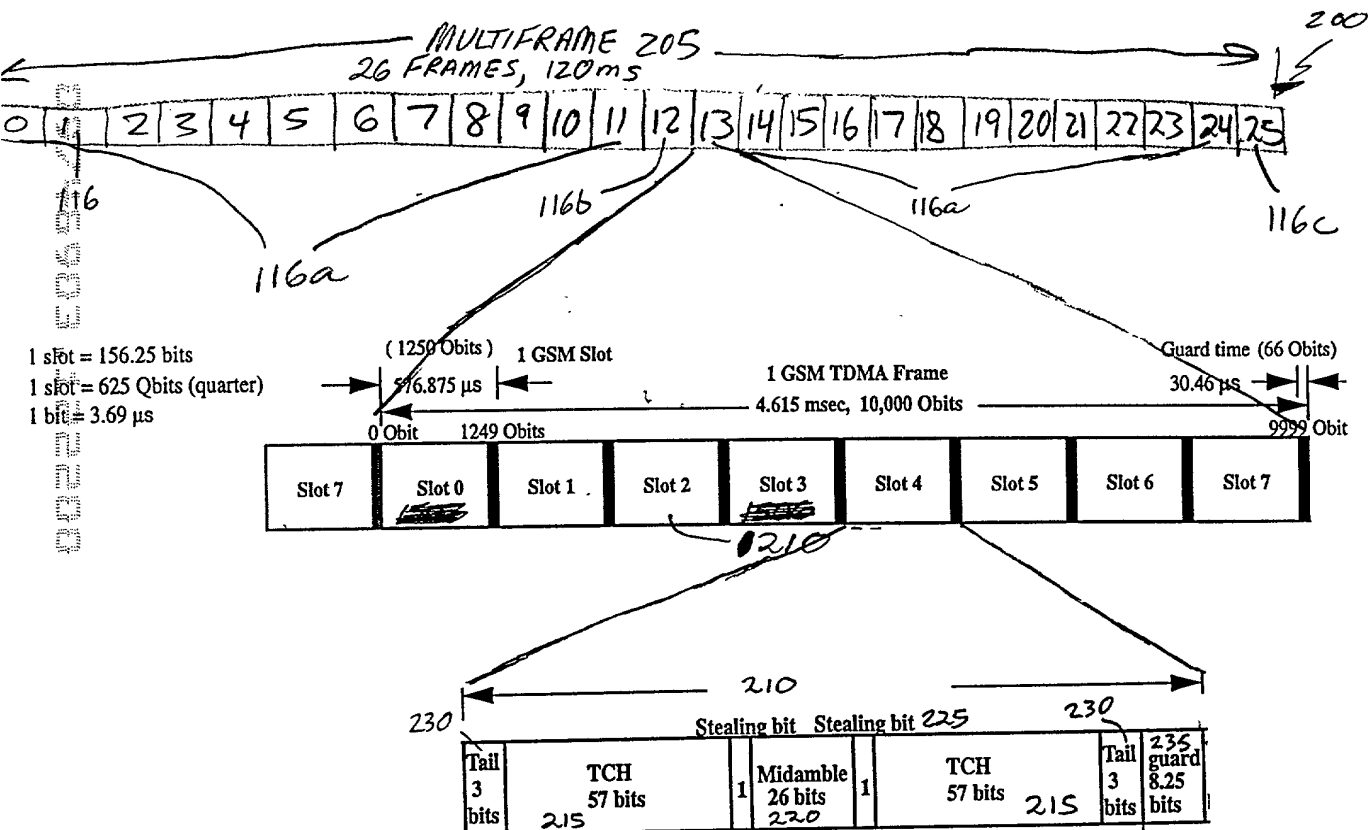 200
MULTIFRAME 205
26 FRAMES, 120ms
0 1 2 3 4 5 6 7 8 9 10 11 12 13 14 15 16 17 18 19 20 21 22 23 24 25
116
116b
116a
116c
116a
1 slot = 156.25 bits
1 slot = 625 Qbits (quarter)
1 bit = 3.69 µs
(1250 Obits) 1 GSM Slot
576.875 µs
1 GSM TDMA Frame
4.615 msec, 10,000 Obits
Guard time (66 Obits)
30.46 µs
0 Obit 1249 Obits 9999 Obit
Slot 7 Slot 0 Slot 1 Slot 2 Slot 3 Slot 4 Slot 5 Slot 6 Slot 7
210
210
230 Stealing bit Stealing bit 225 230
Tail 3 bits
TCH 57 bits 215
1
Midamble 26 bits 220
1
TCH 57 bits 215
Tail 3 bits
235 guard 8.25 bits